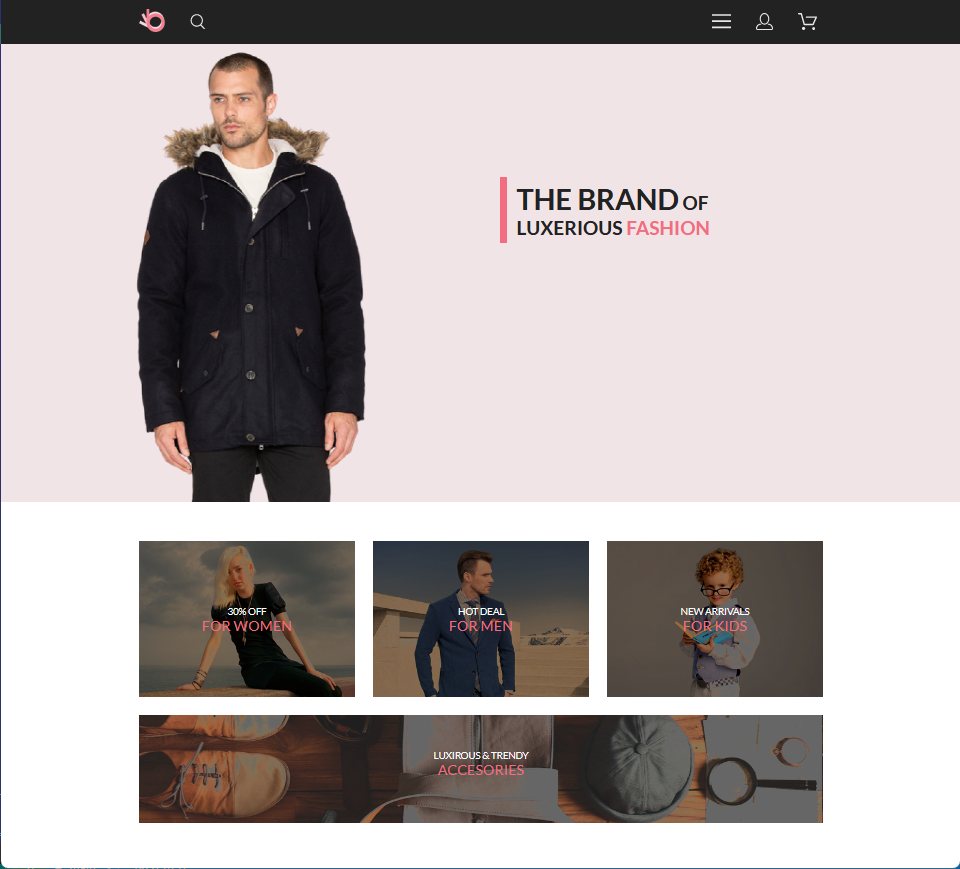 THE BRAND OF
LUXERIOUS FASHION
30% OFF
FOR WOMEN
HOT DEAL
FOR MEN
NEW ARRIVALS
FOR KIDS
LUXIROUS & TRENDY
ACCESORIES